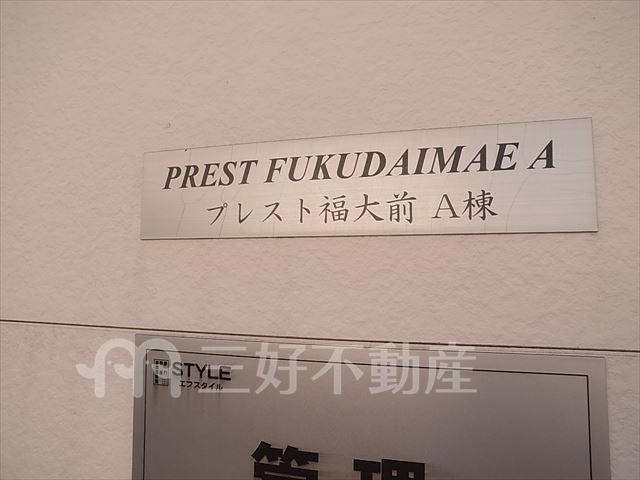 PREST FUKUDAIMAE A
プレスト福大前 A棟
三好不動産
STYLE
エフスタイル
管理